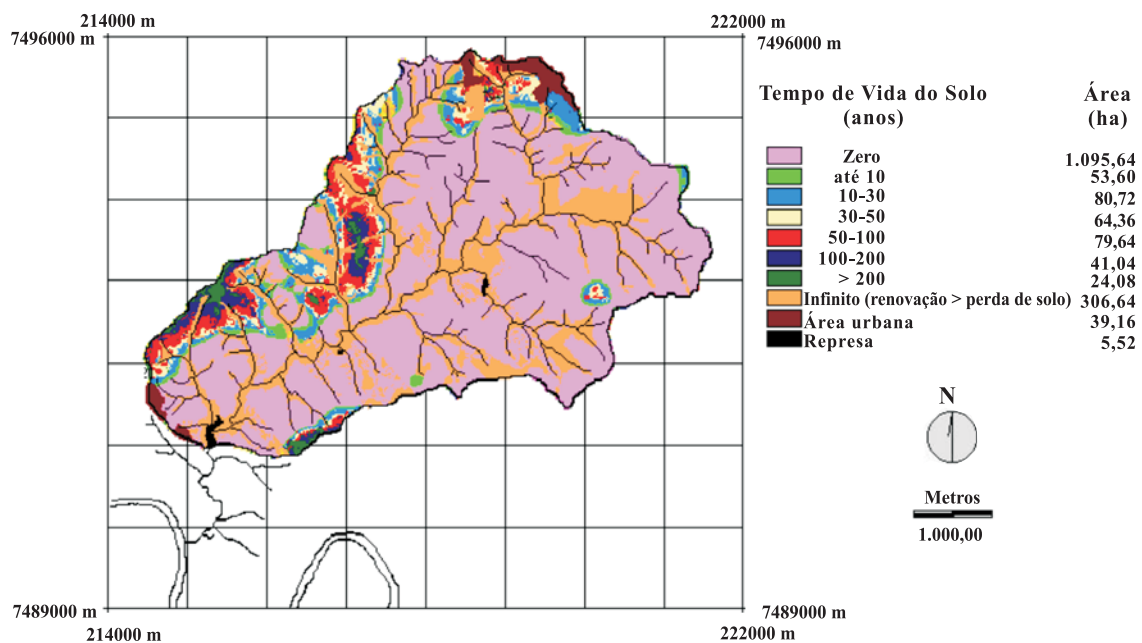 214000 m
222000 m
7496000 m
7496000 m
Tempo de Vida do Solo
(anos)
Área
(ha)
Zero 1.095,64
até 10 53,60
10-30 80,72
30-50 64,36
50-100 79,64
100-200 41,04
> 200 24,08
Infinito (renovação > perda de solo) 306,64
Área urbana 39,16
Represa 5,52
N
Metros
1.000,00
7489000 m
7489000 m
214000 m
222000 m